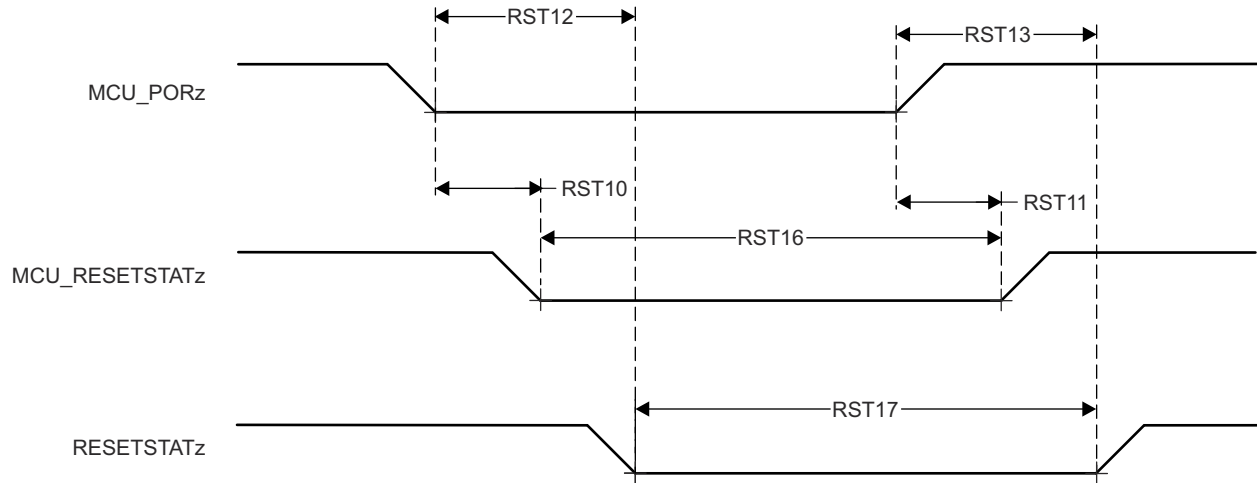 RST12
RST13
MCU_PORz
RST10
RST11
RST16
MCU_RESETSTATz
RST17
RESETSTATz